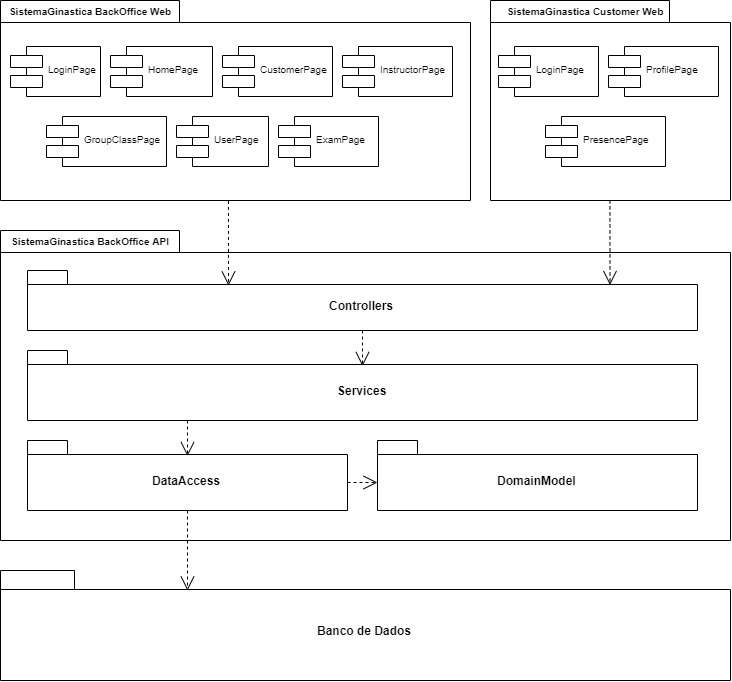 SistemaGinastica BackOffice Web
SistemaGinastica Customer Web
LoginPage
HomePage
CustomerPage
InstructorPage
LoginPage
ProfilePage
GroupClassPage
UserPage
ExamPage
PresencePage
SistemaGinastica BackOffice API
Controllers
Services
DataAccess
DomainModel
Banco de Dados